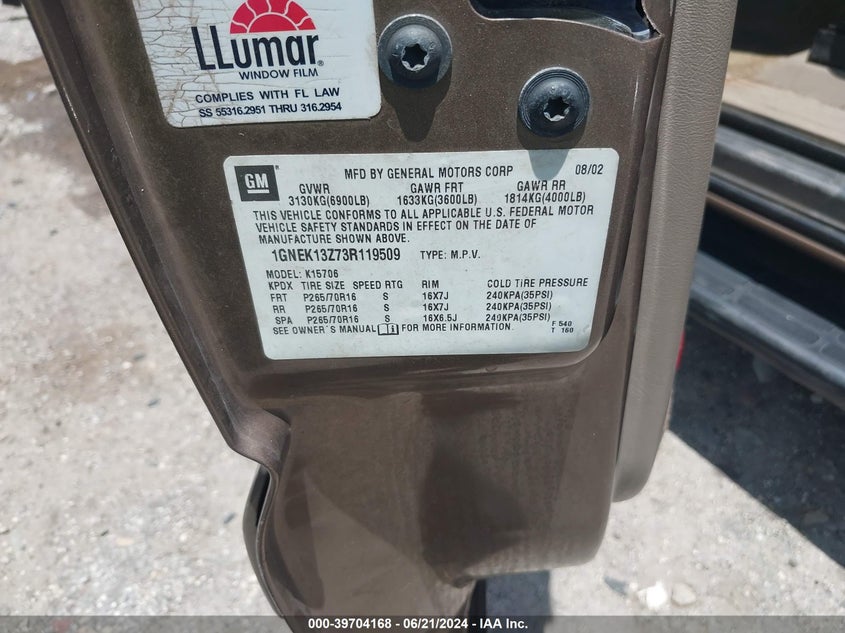 LLumar®
WINDOW FILM
COMPLIES WITH FL LAW
SS 55316.2951 THRU 316.2954
GM®
MFD BY GENERAL MOTORS CORP 08/02
GVWR GAWR FRT GAWR RR
3130KG(6900LB) 1633KG(3600LB) 1814KG(4000LB)
THIS VEHICLE CONFORMS TO ALL APPLICABLE U.S. FEDERAL MOTOR
VEHICLE SAFETY STANDARDS IN EFFECT ON THE DATE OF
MANUFACTURE SHOWN ABOVE.
1GNEK13Z73R119509 TYPE: M.P.V.
MODEL: K15706
KPDX TIRE SIZE SPEED RTG RIM COLD TIRE PRESSURE
FRT P265/70R16 S 16X7J 240KPA(35PSI)
RR P265/70R16 S 16X7J 240KPA(35PSI)
SPA P265/70R16 S 16X6.5J 240KPA(35PSI)
SEE OWNER'S MANUAL FOR MORE INFORMATION.
F 540
T 160
000-39704168 - 06/21/2024 - IAA Inc.